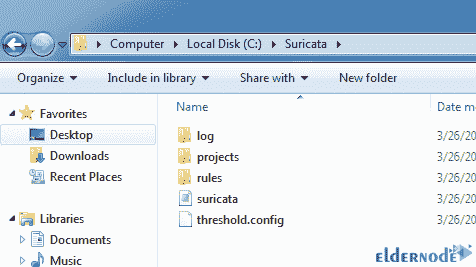 Computer Local Disk (C:) Suricata
Organize Include in library Share with New folder
Favorites
Desktop
Downloads
Recent Places
Libraries
Documents
Music
Name Date mo
log 3/26/20
projects 3/26/20
rules 3/26/20
suricata 3/26/20
threshold.config 3/26/20
eldernode